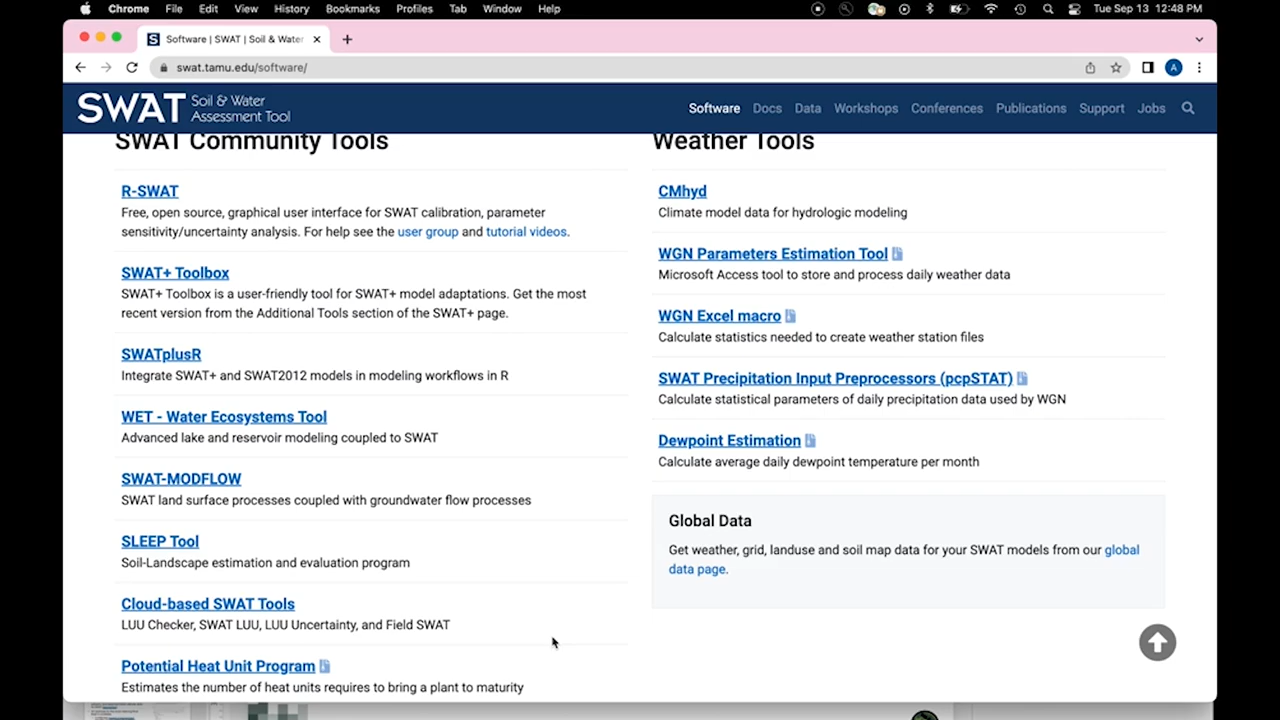 Chrome File Edit View History Bookmarks Profiles Tab Window Help Tue Sep 13 12:48 PM
Software | SWAT | Soil & Water
swat.tamu.edu/software/
A
SWAT Soil & Water
Assessment Tool
Software Docs Data Workshops Conferences Publications Support Jobs
SWAT Community Tools
R-SWAT
Free, open source, graphical user interface for SWAT calibration, parameter
sensitivity/uncertainty analysis. For help see the user group and tutorial videos.
SWAT+ Toolbox
SWAT+ Toolbox is a user-friendly tool for SWAT+ model adaptations. Get the most
recent version from the Additional Tools section of the SWAT+ page.
SWATplusR
Integrate SWAT+ and SWAT2012 models in modeling workflows in R
WET - Water Ecosystems Tool
Advanced lake and reservoir modeling coupled to SWAT
SWAT-MODFLOW
SWAT land surface processes coupled with groundwater flow processes
SLEEP Tool
Soil-Landscape estimation and evaluation program
Cloud-based SWAT Tools
LUU Checker, SWAT LUU, LUU Uncertainty, and Field SWAT
Potential Heat Unit Program
Estimates the number of heat units requires to bring a plant to maturity
Weather Tools
CMhyd
Climate model data for hydrologic modeling
WGN Parameters Estimation Tool
Microsoft Access tool to store and process daily weather data
WGN Excel macro
Calculate statistics needed to create weather station files
SWAT Precipitation Input Preprocessors (pcpSTAT)
Calculate statistical parameters of daily precipitation data used by WGN
Dewpoint Estimation
Calculate average daily dewpoint temperature per month
Global Data
Get weather, grid, landuse and soil map data for your SWAT models from our global
data page.